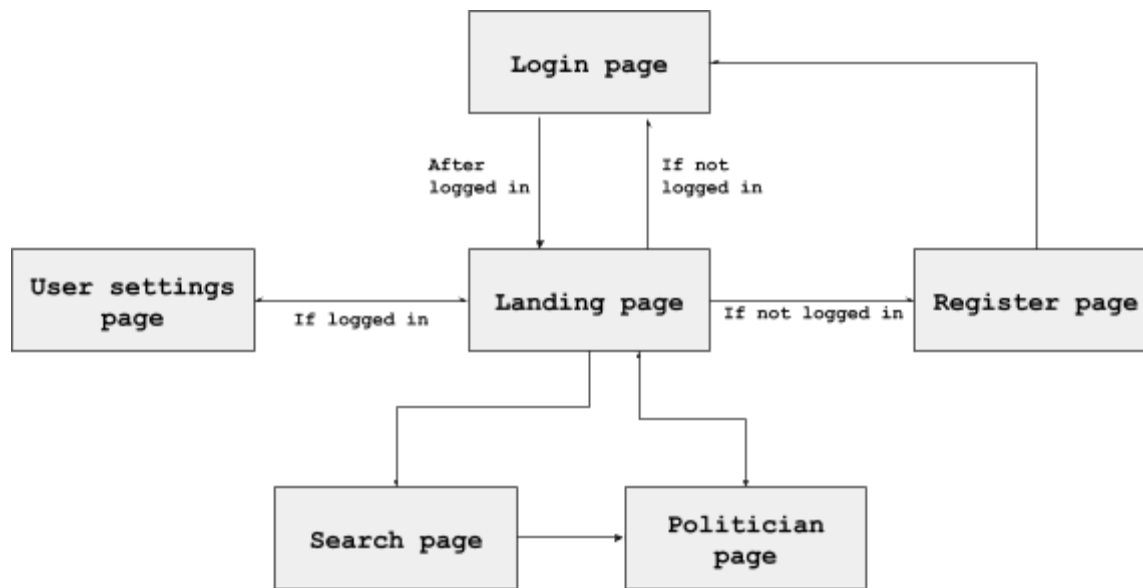 Login page
After
logged in
If not
logged in
User settings
page
If logged in
Landing page
If not logged in
Register page
Search page
Politician
page